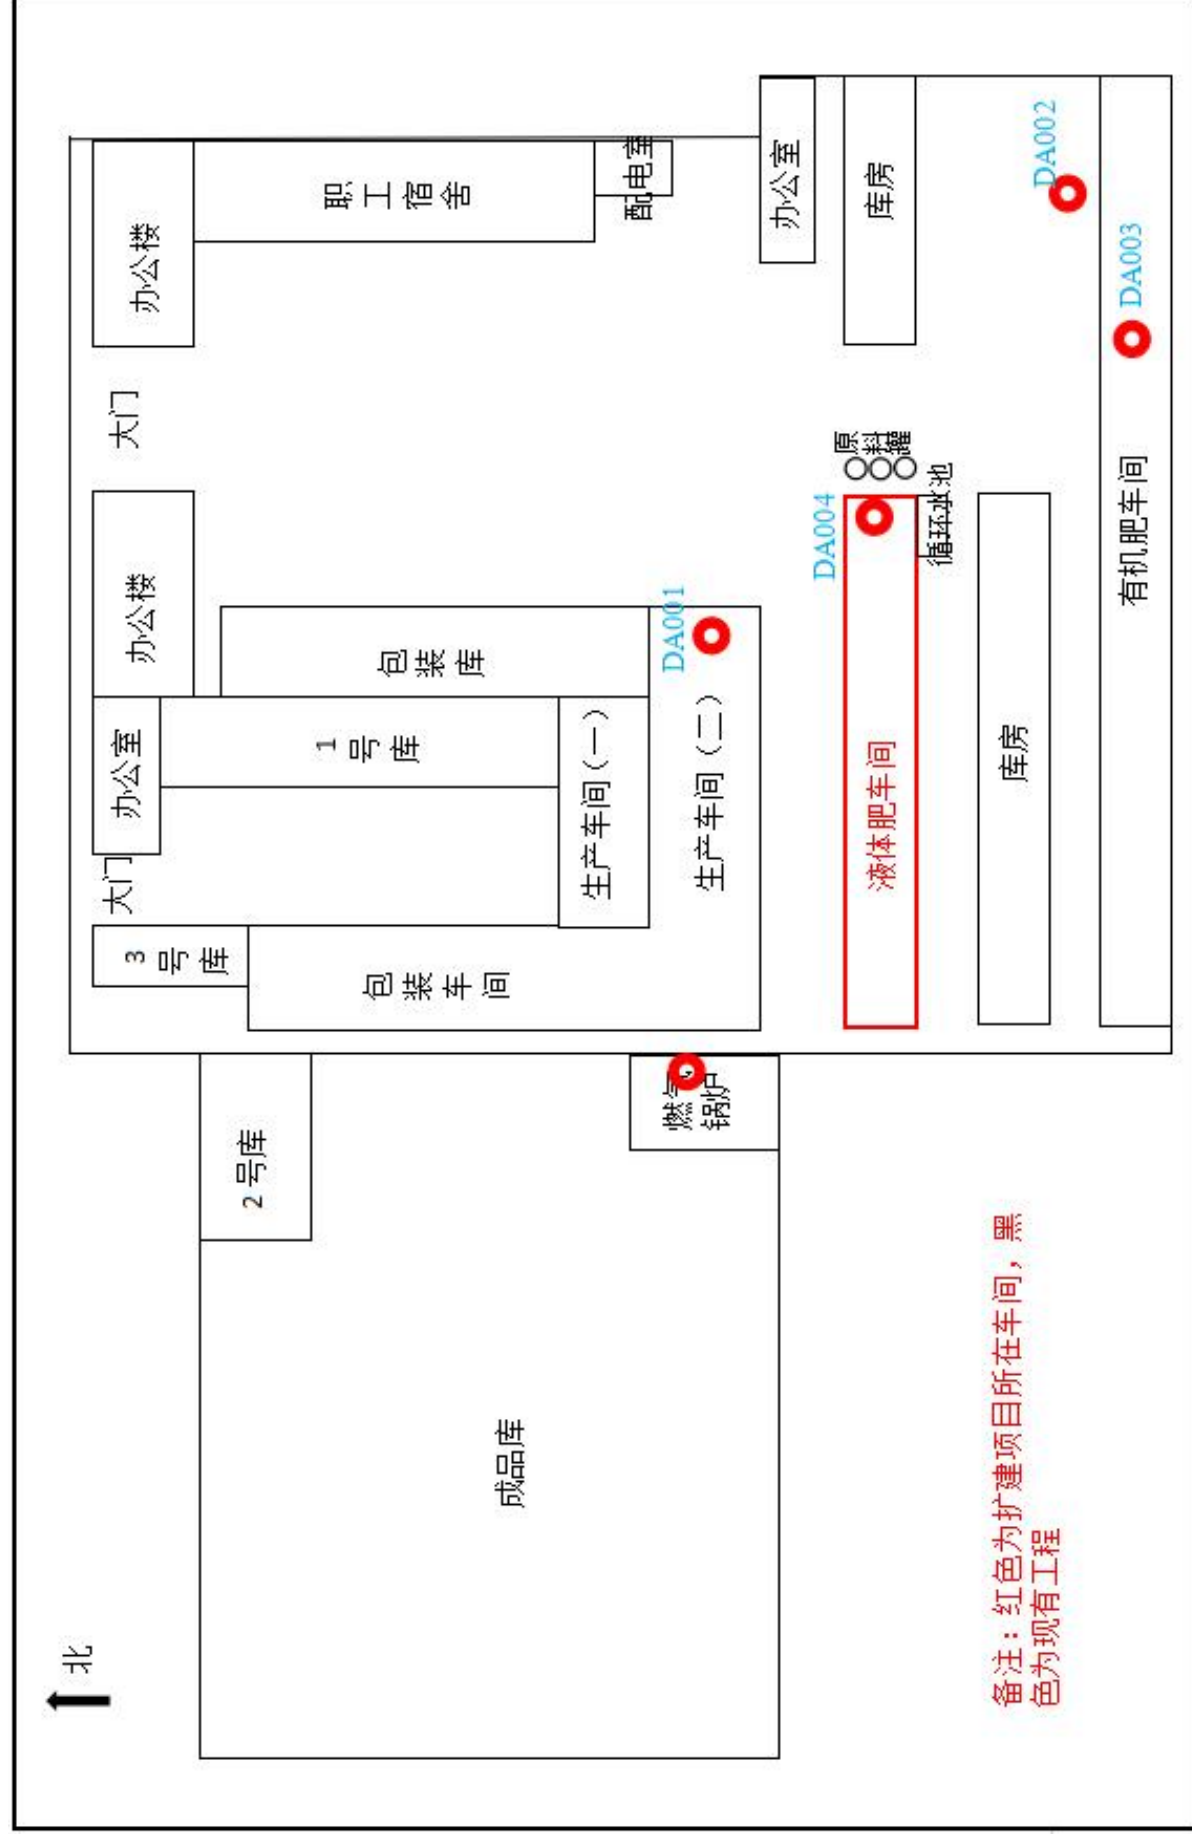 DA002
DA003
有机肥车间
办公室
库房
配电室
职工宿舍
办公楼
大门
原料罐
循环水池
DA004
液体肥车间
库房
DA001
生产车间（二）
生产车间（一）
包装库
办公楼
1号库
办公室
大门
3号库
包装车间
2号库
燃气
锅炉
成品库
北
备注：红色为扩建项目所在车间，黑
色为现有工程